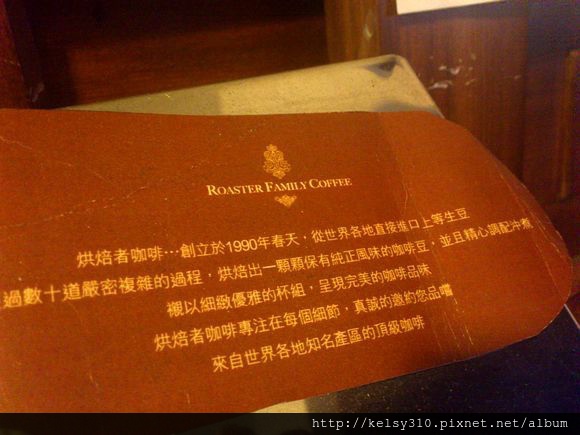 ROASTER FAMILY COFFEE
烘焙者咖啡…創立於1990年春天，從世界各地直接進口上等生豆
過數十道嚴密複雜的過程，烘焙出一顆顆保有純正風味的咖啡豆，並且精心調配沖煮
襯以細緻優雅的杯組，呈現完美的咖啡品味
烘焙者咖啡專注在每個細節，真誠的邀約您品嚐
來自世界各地知名產區的頂級咖啡
http://kelsy310.pixnet.net/album